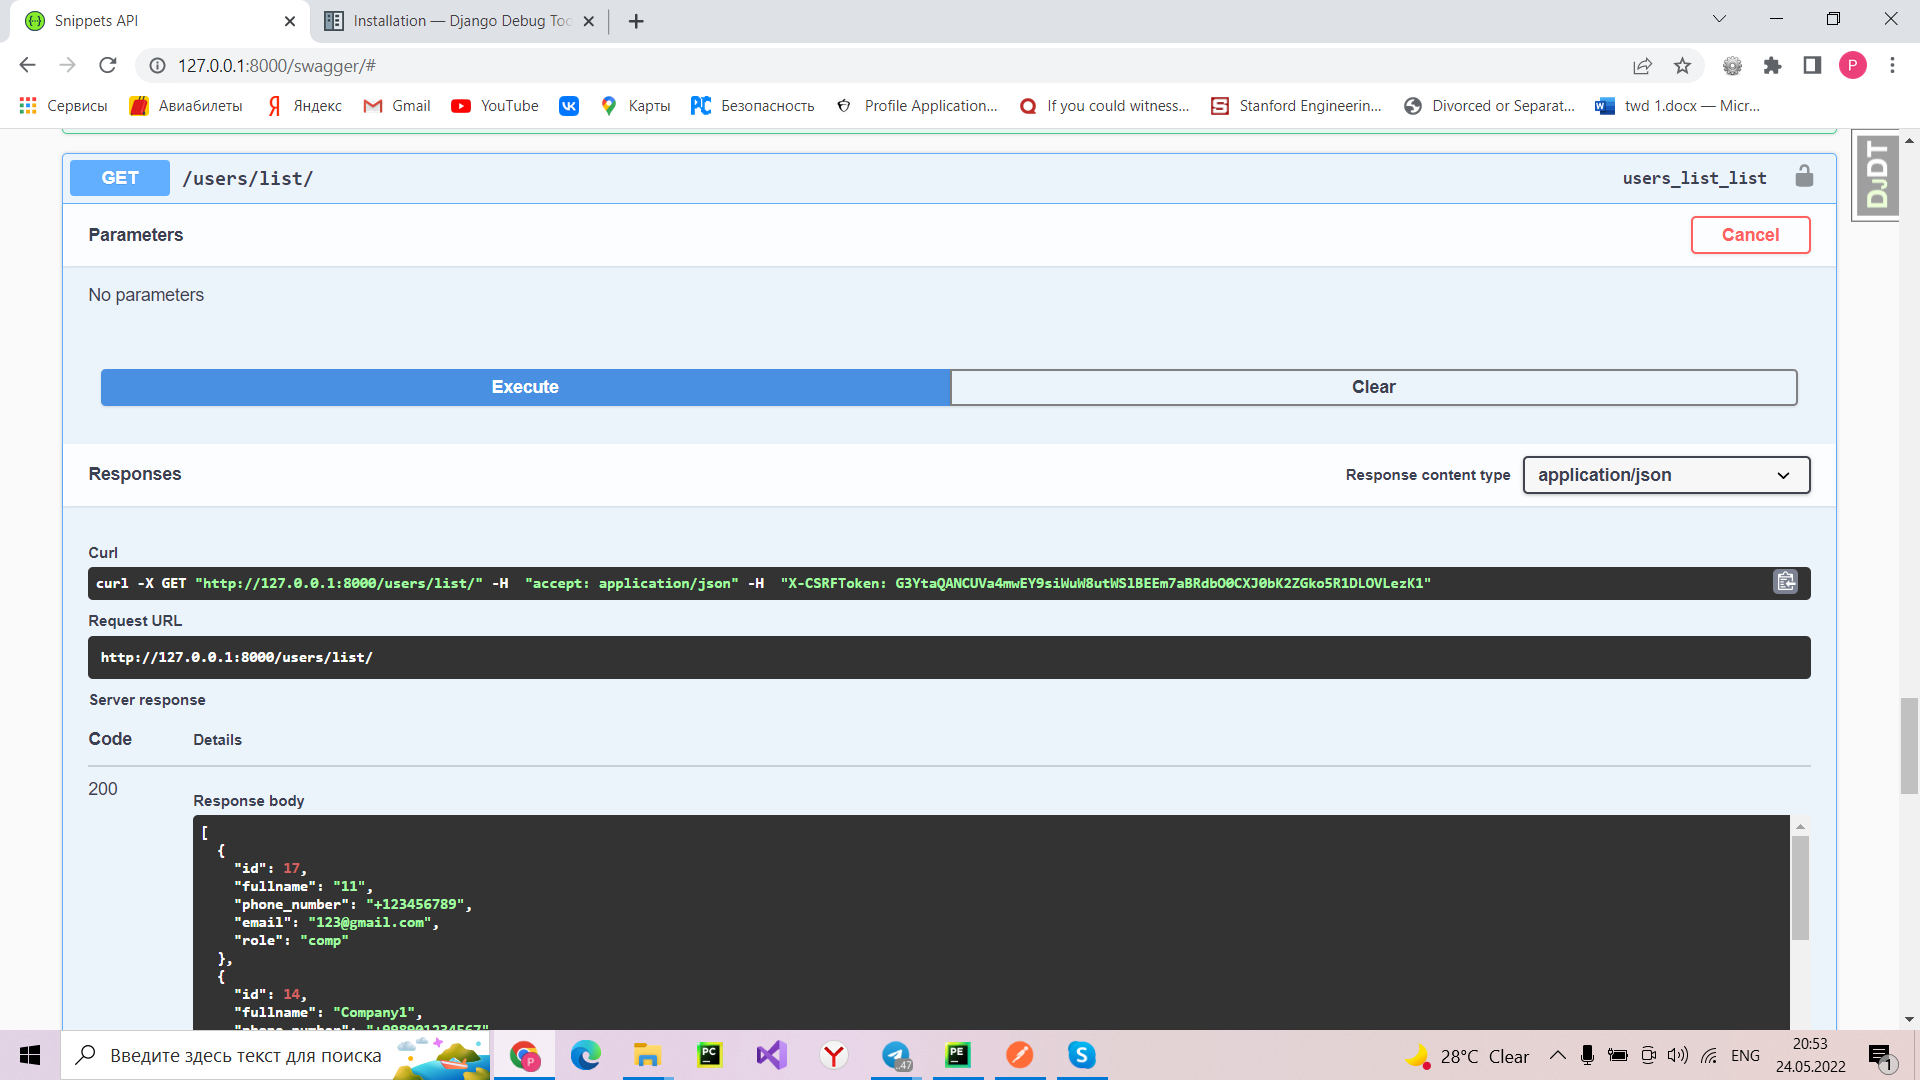 Snippets API
Installation — Django Debug Too
127.0.0.1:8000/swagger/#
P
Сервисы
Авиабилеты
Яндекс
Gmail
YouTube
Карты
Безопасность
Profile Application...
If you could witness...
Stanford Engineerin...
Divorced or Separat...
twd 1.docx — Micr...
GET
/users/list/
users_list_list
DJDT
Parameters
Cancel
No parameters
Execute
Clear
Responses
Response content type
application/json
Curl
curl -X GET "http://127.0.0.1:8000/users/list/" -H  "accept: application/json" -H  "X-CSRFToken: G3YtaQANCUVa4mwEY9siWuW8utWSlBEEm7aBRdbO0CXJ0bK2ZGko5R1DLOVLezK1"
Request URL
http://127.0.0.1:8000/users/list/
Server response
Code
Details
200
Response body
[
{
"id": 17,
"fullname": "11",
"phone_number": "+123456789",
"email": "123@gmail.com",
"role": "comp"
},
{
"id": 14,
"fullname": "Company1",
"phone_number": "+998901234567"
Введите здесь текст для поиска
28°C Clear
ENG
20:53
24.05.2022
1